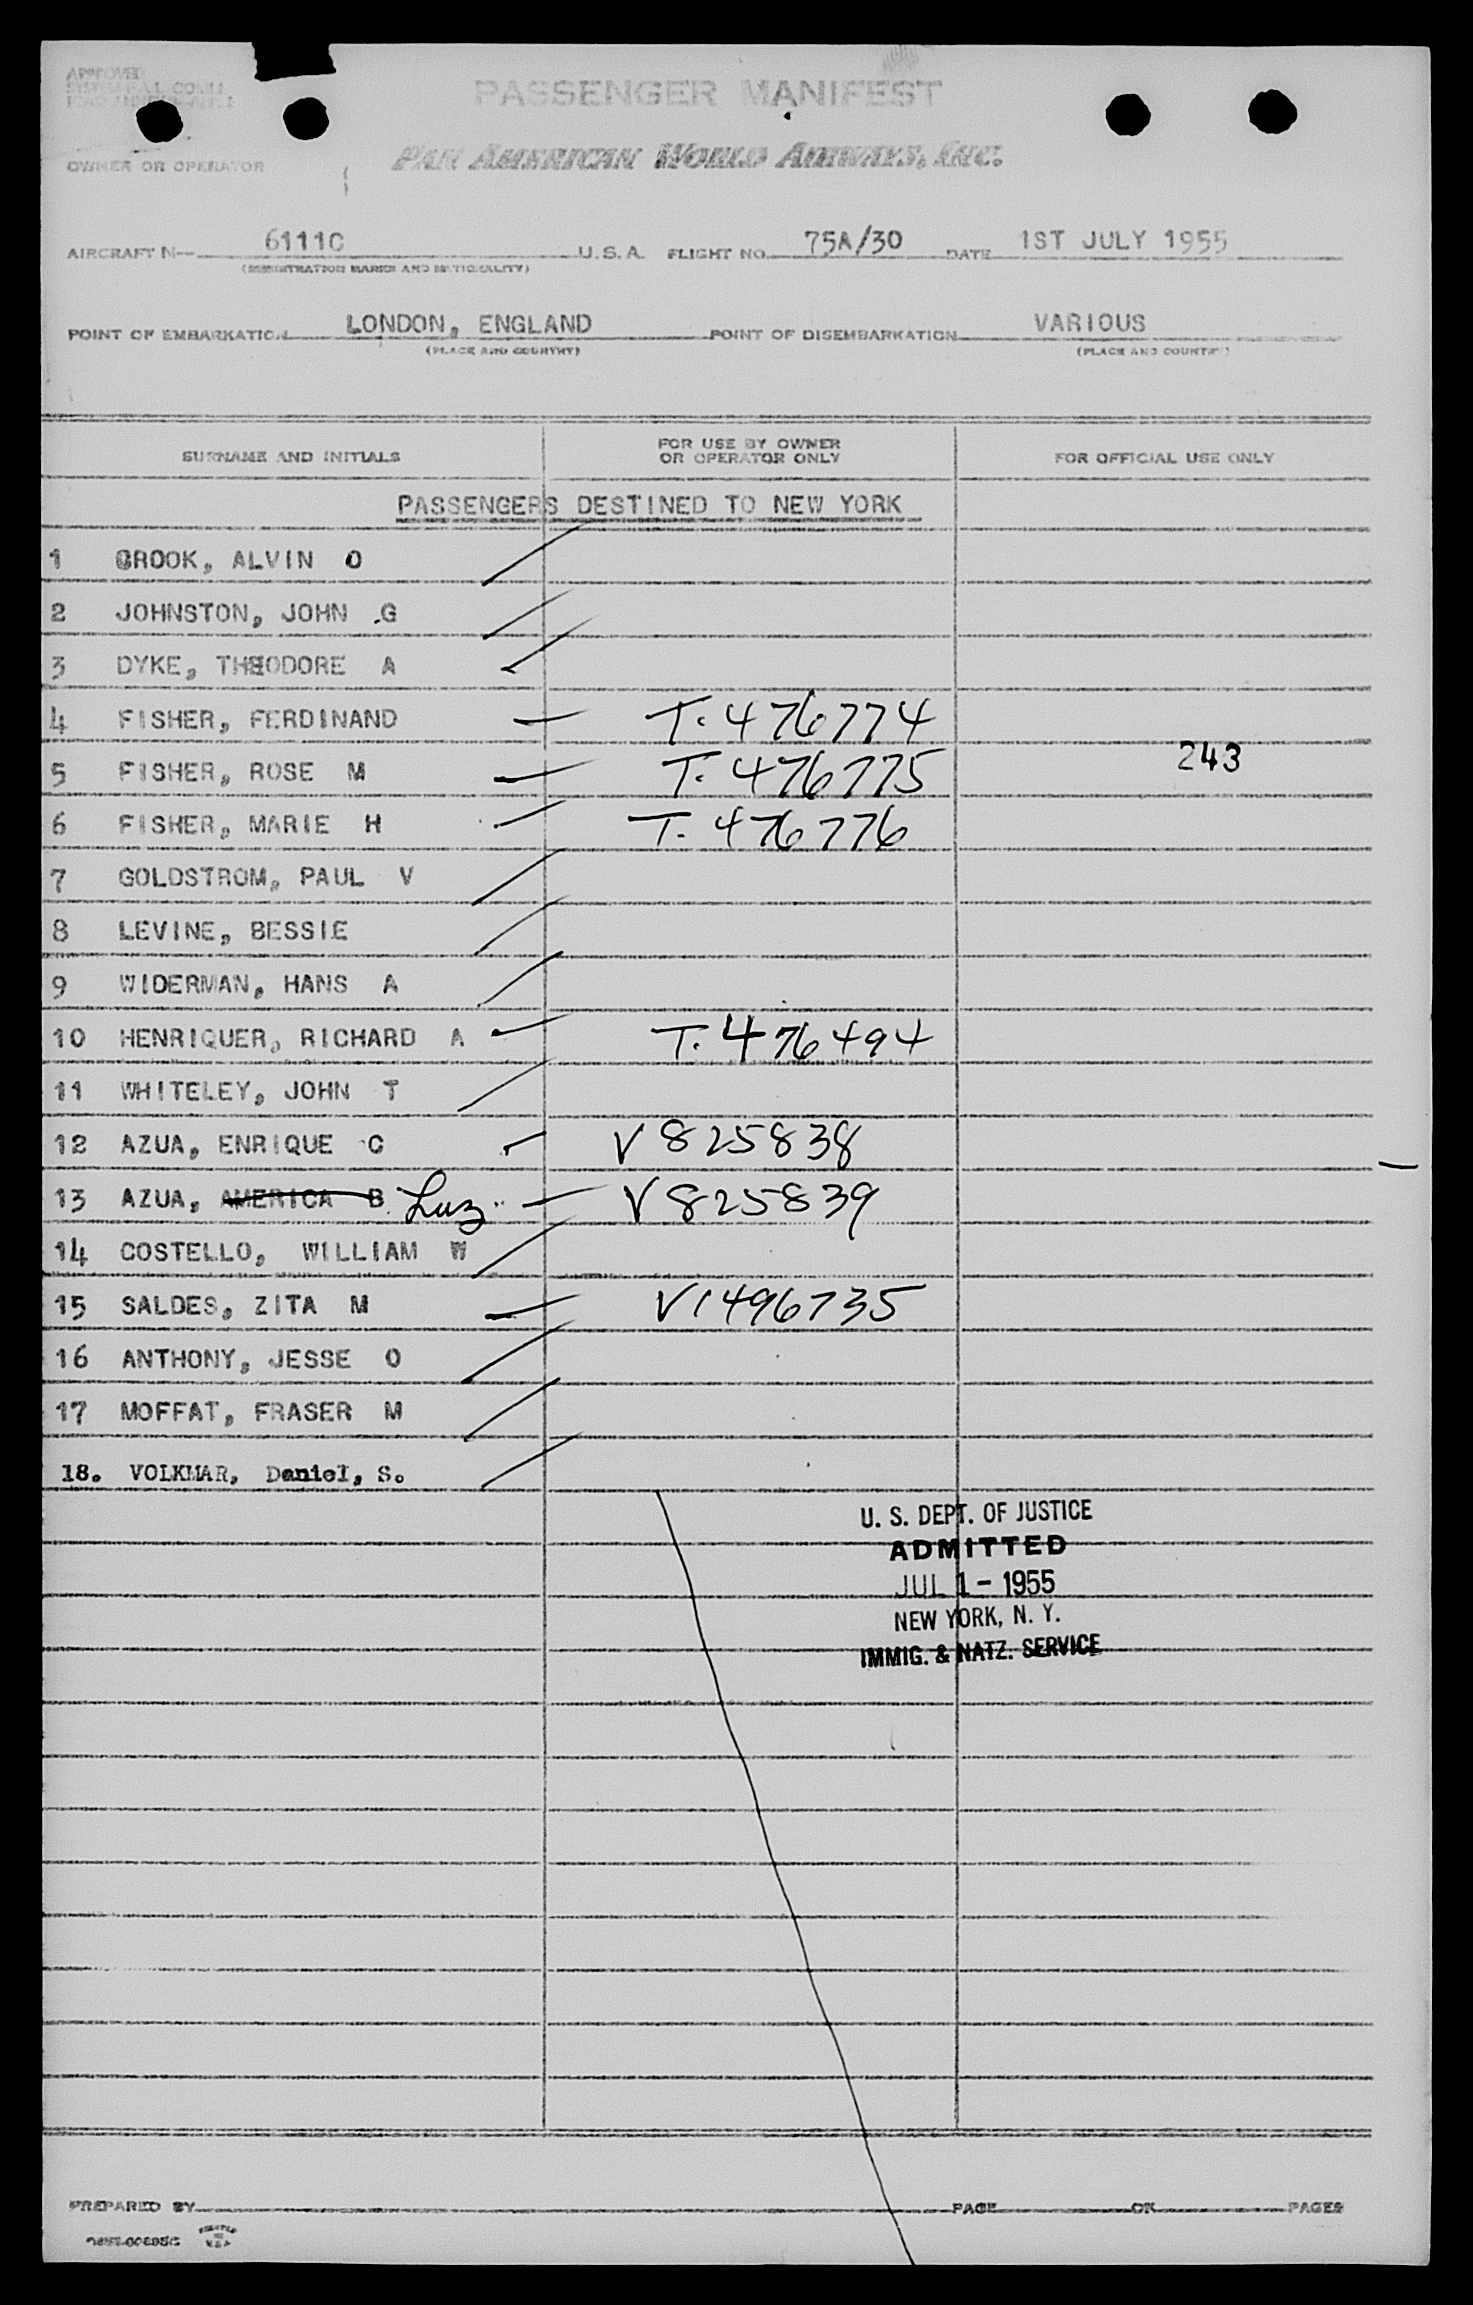 APPROVED
PASSENGER MANIFEST
OWNER OR OPERATOR PAN AMERICAN WORLD AIRWAYS, INC.
AIRCRAFT N— 6111C U.S.A. FLIGHT NO. 75A/30 DATE 1ST JULY 1955
(REGISTRATION MARKS AND NATIONALITY)
POINT OF EMBARKATION LONDON, ENGLAND POINT OF DISEMBARKATION VARIOUS
(PLACE AND COUNTRY) (PLACE AND COUNTRY)
SURNAME AND INITIALS FOR USE BY OWNER OR OPERATOR ONLY FOR OFFICIAL USE ONLY
PASSENGERS DESTINED TO NEW YORK
1 CROOK, ALVIN O
2 JOHNSTON, JOHN G
3 DYKE, THEODORE A
4 FISHER, FERDINAND T. 476774
5 FISHER, ROSE M T. 476775 243
6 FISHER, MARIE H T. 476776
7 GOLDSTROM, PAUL V
8 LEVINE, BESSIE
9 WIDERMAN, HANS A
10 HENRIQUER, RICHARD A T. 476494
11 WHITELEY, JOHN T
12 AZUA, ENRIQUE C V 825838
13 AZUA, AMERICA B Luz V 825839
14 COSTELLO, WILLIAM W
15 SALDES, ZITA M V1496735
16 ANTHONY, JESSE O
17 MOFFAT, FRASER M
18. VOLKMAR, Daniel, S.
U. S. DEPT. OF JUSTICE
ADMITTED
JUL 1 - 1955
NEW YORK, N. Y.
IMMIG. & NATZ. SERVICE
PREPARED BY PAGE OF PAGES